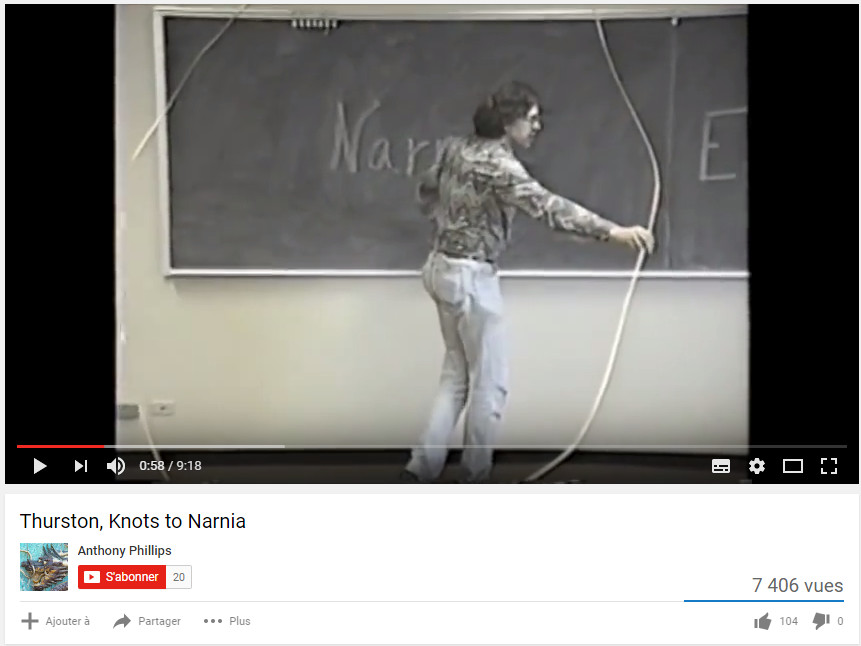 Nar
E
0:58 / 9:18
Thurston, Knots to Narnia
Anthony Phillips
S'abonner 20
7 406 vues
Ajouter à Partager Plus 104 0